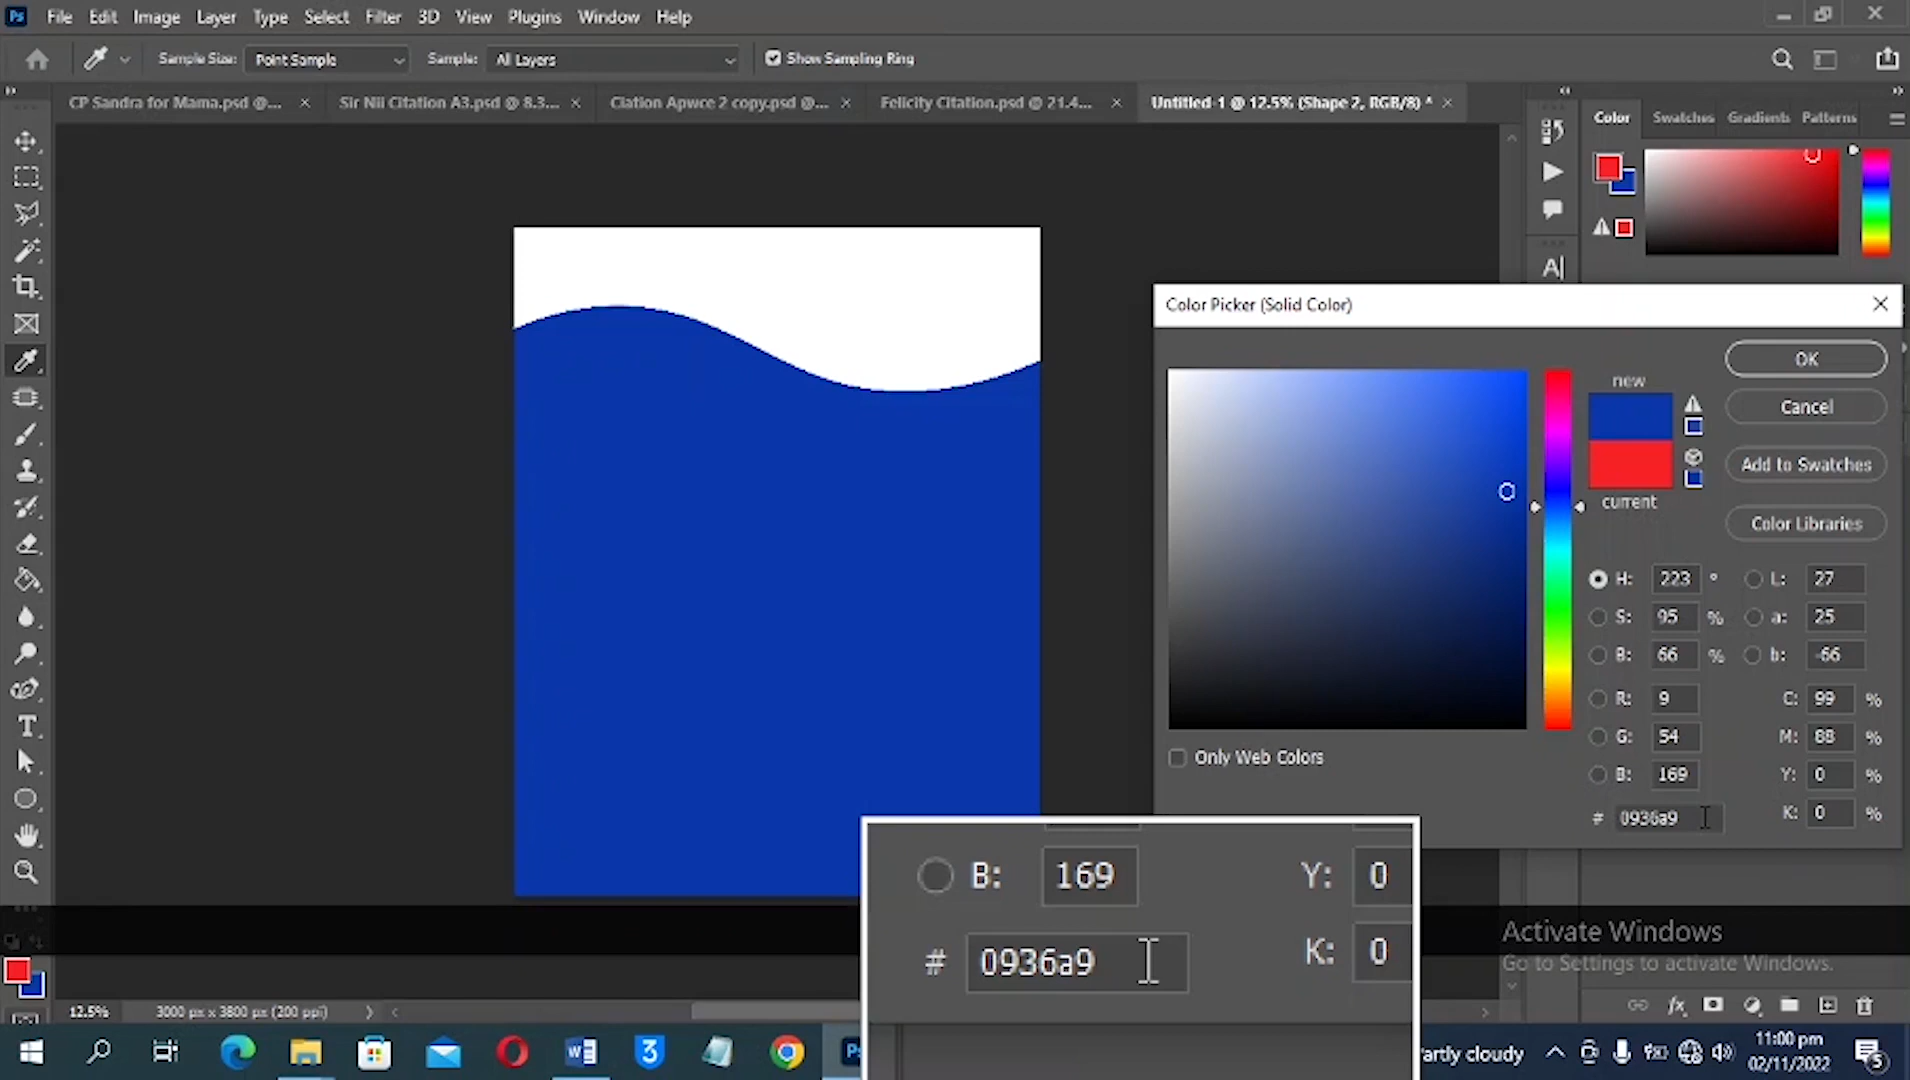 Ps File Edit Image Layer Type Select Filter 3D View Plugins Window Help
Sample Size: Point Sample Sample: All Layers Show Sampling Ring
CP Sandra for Mama.psd @... × Sir Nii Citation A3.psd @ 8.3... × Ciation Apwce 2 copy.psd @... × Felicity Citation.psd @ 21.4... × Untitled-1 @ 12.5% (Shape 2, RGB/8) * ×
Color Swatches Gradients Patterns
A|
Color Picker (Solid Color)
OK
new
Cancel
Add to Swatches
current
Color Libraries
H: 223 ° L: 27
S: 95 % a: 25
B: 66 % b: -66
R: 9 C: 99 %
G: 54 M: 88 %
Only Web Colors
B: 169 Y: 0 %
# 0936a9 K: 0 %
B: 169 Y: 0
# 0936a9 K: 0
Activate Windows
Go to Settings to activate Windows.
12.5% 3000 px x 3800 px (200 ppi)
fx
3
Ps
artly cloudy
11:00 pm
02/11/2022
5